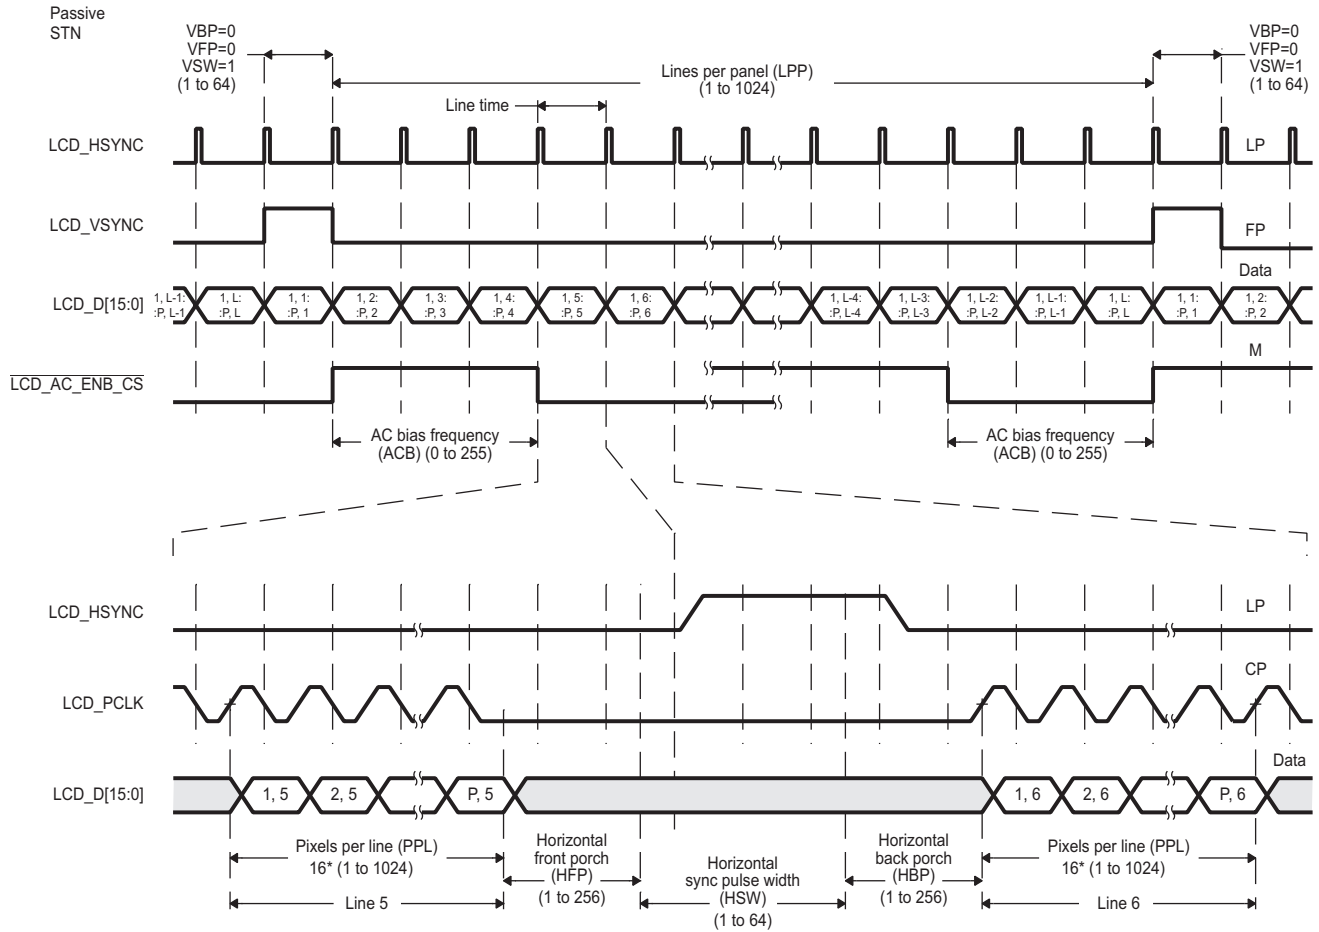 Passive
STN
VBP=0
VFP=0
VSW=1
(1 to 64)
Lines per panel (LPP)
(1 to 1024)
VBP=0
VFP=0
VSW=1
(1 to 64)
Line time
LCD_HSYNC
LP
LCD_VSYNC
FP
Data
LCD_D[15:0]
1, L-1: 1, L: 1, 1: 1, 2: 1, 3: 1, 4: 1, 5: 1, 6: 1, L-4: 1, L-3: 1, L-2: 1, L-1: 1, L: 1, 1: 1, 2:
:P, L-1 :P, L :P, 1 :P, 2 :P, 3 :P, 4 :P, 5 :P, 6 :P, L-4 :P, L-3 :P, L-2 :P, L-1 :P, L :P, 1 :P, 2
M
LCD_AC_ENB_CS
AC bias frequency
(ACB) (0 to 255)
AC bias frequency
(ACB) (0 to 255)
LCD_HSYNC
LP
CP
LCD_PCLK
Data
LCD_D[15:0]
1, 5 2, 5 P, 5 1, 6 2, 6 P, 6
Pixels per line (PPL)
16* (1 to 1024)
Horizontal
front porch
(HFP)
(1 to 256)
Horizontal
sync pulse width
(HSW)
(1 to 64)
Horizontal
back porch
(HBP)
(1 to 256)
Pixels per line (PPL)
16* (1 to 1024)
Line 5
Line 6